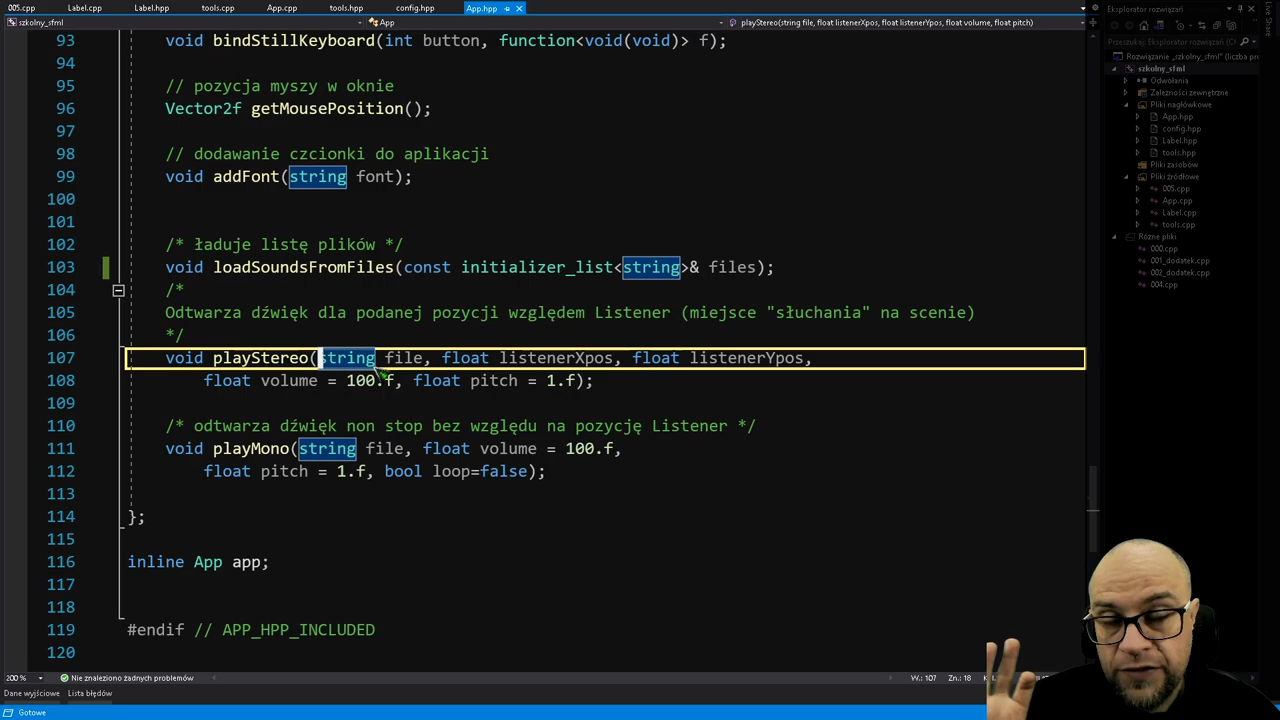 005.cpp Label.cpp Label.hpp tools.cpp App.cpp tools.hpp config.hpp App.hpp
szkolny_sfml App playStereo(string file, float listenerXpos, float listenerYpos, float volume, float pitch)
93 void bindStillKeyboard(int button, function<void(void)> f);
94
95 // pozycja myszy w oknie
96 Vector2f getMousePosition();
97
98 // dodawanie czcionki do aplikacji
99 void addFont(string font);
100
101
102 /* ładuje listę plików */
103 void loadSoundsFromFiles(const initializer_list<string>& files);
104 /*
105 Odtwarza dźwięk dla podanej pozycji względem Listener (miejsce "słuchania" na scenie)
106 */
107 void playStereo(string file, float listenerXpos, float listenerYpos,
108 float volume = 100.f, float pitch = 1.f);
109
110 /* odtwarza dźwięk non stop bez względu na pozycję Listener */
111 void playMono(string file, float volume = 100.f,
112 float pitch = 1.f, bool loop=false);
113
114 };
115
116 inline App app;
117
118
119 #endif // APP_HPP_INCLUDED
120
200 % Nie znaleziono żadnych problemów W.: 107 Zn.: 18
Dane wyjściowe Lista błędów
Gotowe
Eksplorator rozwiązań
Przeszukaj: Eksplorator rozwiązań (Ctrl
Rozwiązanie „szkolny_sfml" (liczba pro
szkolny_sfml
Odwołania
Zależności zewnętrzne
Pliki nagłówkowe
App.hpp
config.hpp
Label.hpp
tools.hpp
Pliki zasobów
Pliki źródłowe
005.cpp
App.cpp
Label.cpp
tools.cpp
Różne pliki
000.cpp
001_dodatek.cpp
002_dodatek.cpp
004.cpp
Live Share